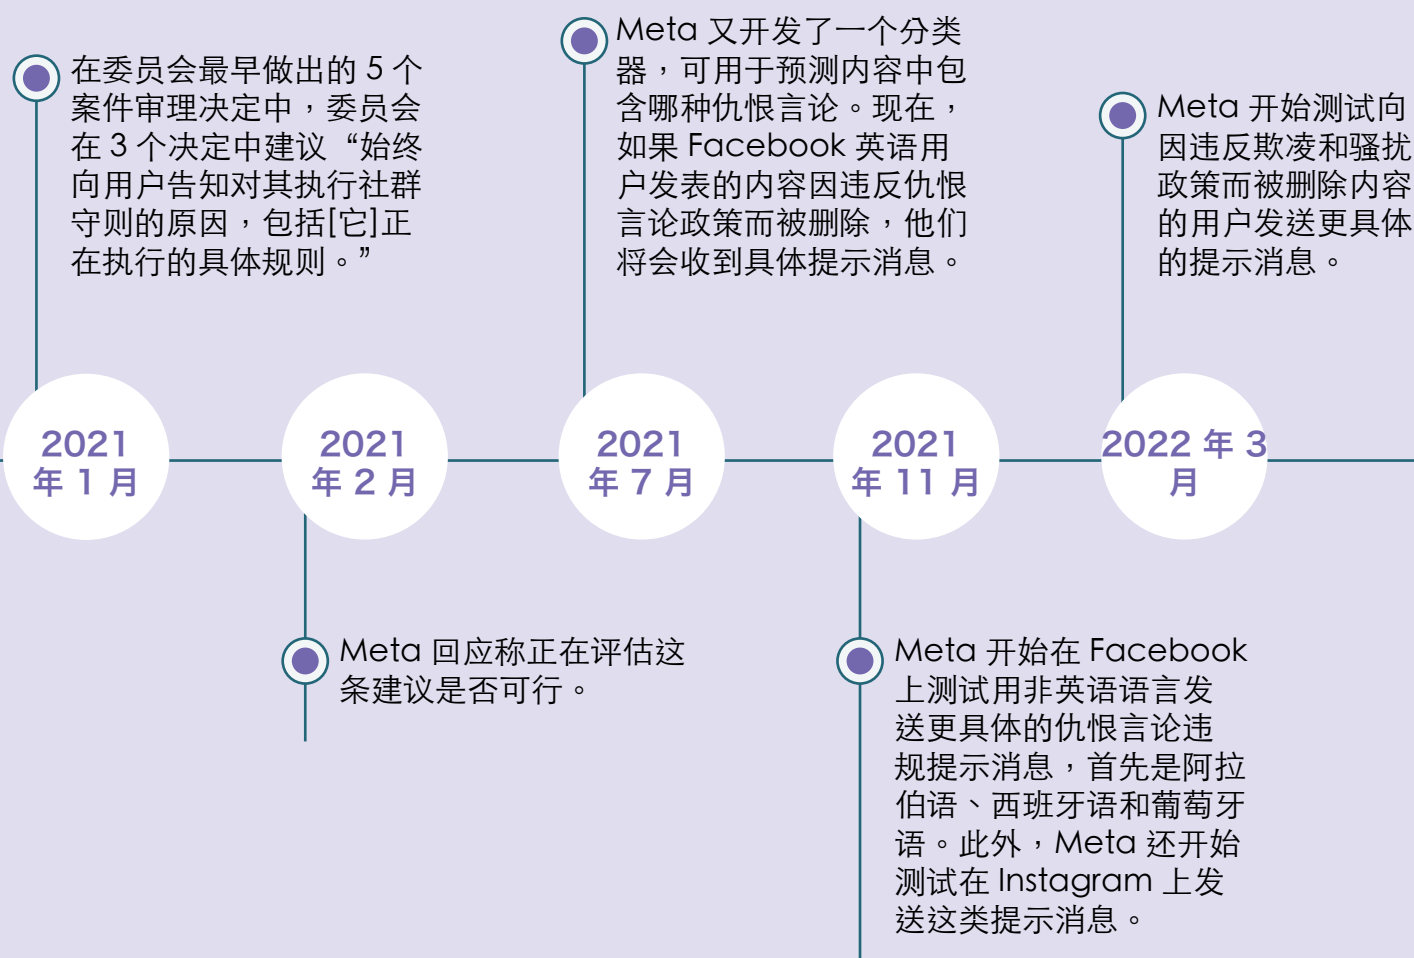 在委员会最早做出的 5 个
案件审理决定中，委员会
在 3 个决定中建议“始终
向用户告知对其执行社群
守则的原因，包括[它]正
在执行的具体规则。”
Meta 又开发了一个分类
器，可用于预测内容中包
含哪种仇恨言论。现在，
如果 Facebook 英语用
户发表的内容因违反仇恨
言论政策而被删除，他们
将会收到具体提示消息。
Meta 开始测试向
因违反欺凌和骚扰
政策而被删除内容
的用户发送更具体
的提示消息。
2021
年 1 月
2021
年 2 月
2021
年 7 月
2021
年 11 月
2022 年 3
月
Meta 回应称正在评估这
条建议是否可行。
Meta 开始在 Facebook
上测试用非英语语言发
送更具体的仇恨言论违
规提示消息，首先是阿拉
伯语、西班牙语和葡萄牙
语。此外，Meta 还开始
测试在 Instagram 上发
送这类提示消息。